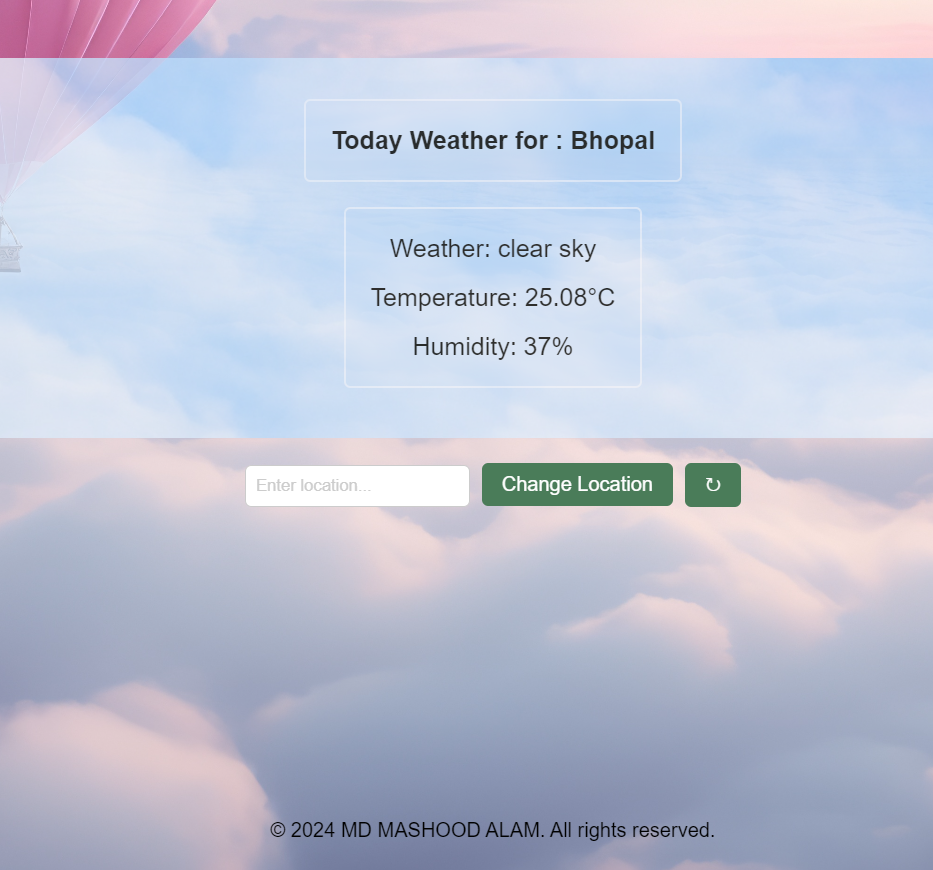 Today Weather for : Bhopal
Weather: clear sky
Temperature: 25.08°C
Humidity: 37%
Enter location...
Change Location
↻
© 2024 MD MASHOOD ALAM. All rights reserved.